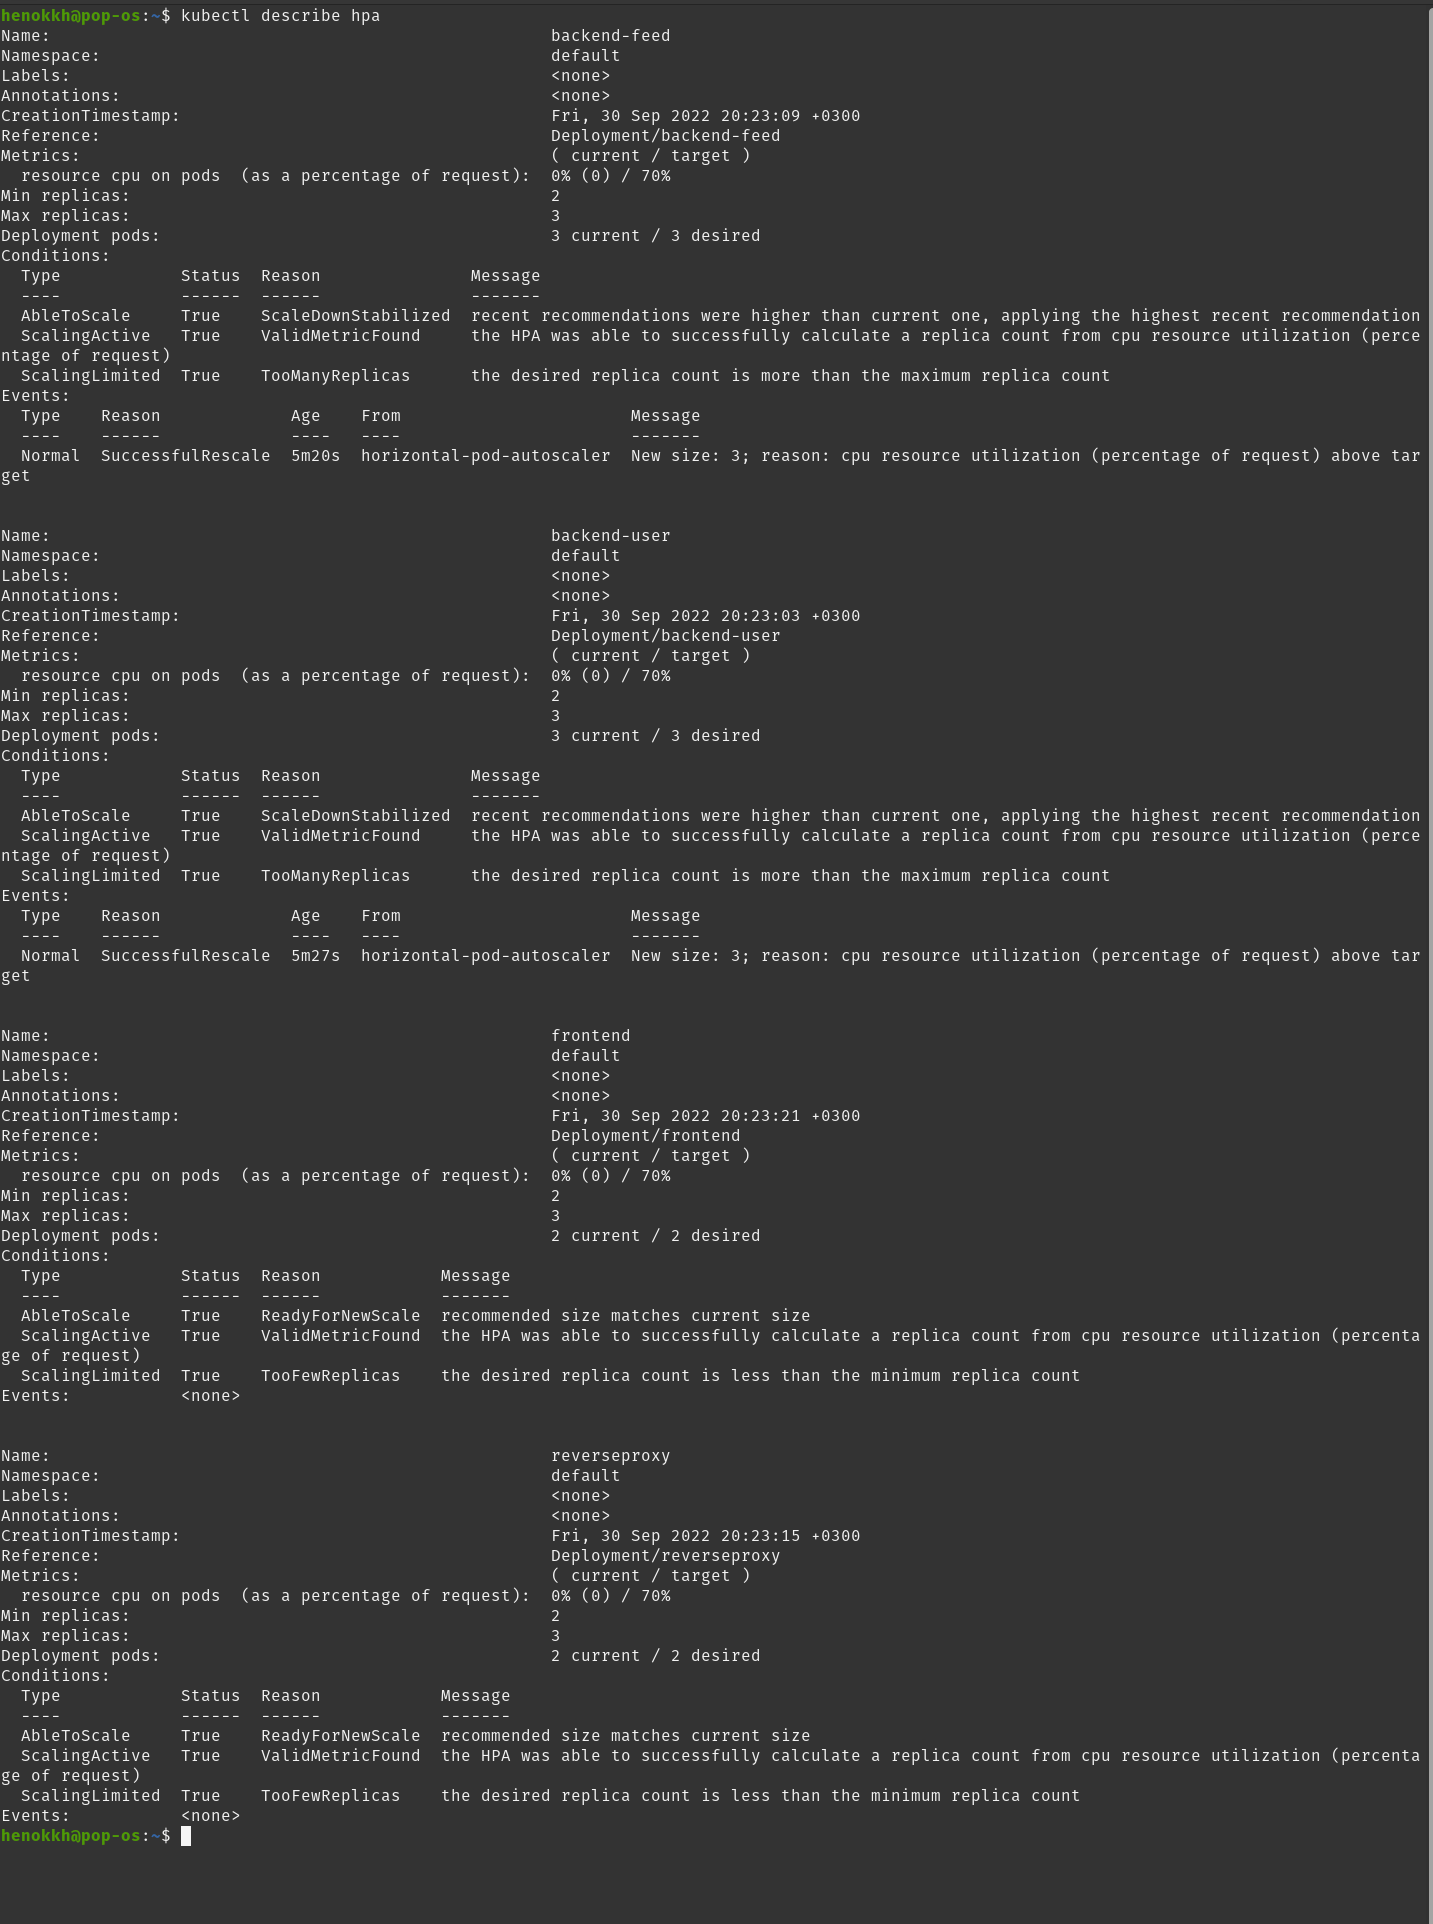 henokkh@pop-os:~$ kubectl describe hpa
Name:                                                  backend-feed
Namespace:                                             default
Labels:                                                <none>
Annotations:                                           <none>
CreationTimestamp:                                     Fri, 30 Sep 2022 20:23:09 +0300
Reference:                                             Deployment/backend-feed
Metrics:                                               ( current / target )
  resource cpu on pods  (as a percentage of request):  0% (0) / 70%
Min replicas:                                          2
Max replicas:                                          3
Deployment pods:                                       3 current / 3 desired
Conditions:
  Type            Status  Reason               Message
  ----            ------  ------               -------
  AbleToScale     True    ScaleDownStabilized  recent recommendations were higher than current one, applying the highest recent recommendation
  ScalingActive   True    ValidMetricFound     the HPA was able to successfully calculate a replica count from cpu resource utilization (perce
ntage of request)
  ScalingLimited  True    TooManyReplicas      the desired replica count is more than the maximum replica count
Events:
  Type    Reason             Age    From                       Message
  ----    ------             ----   ----                       -------
  Normal  SuccessfulRescale  5m20s  horizontal-pod-autoscaler  New size: 3; reason: cpu resource utilization (percentage of request) above tar
get
Name:                                                  backend-user
Namespace:                                             default
Labels:                                                <none>
Annotations:                                           <none>
CreationTimestamp:                                     Fri, 30 Sep 2022 20:23:03 +0300
Reference:                                             Deployment/backend-user
Metrics:                                               ( current / target )
  resource cpu on pods  (as a percentage of request):  0% (0) / 70%
Min replicas:                                          2
Max replicas:                                          3
Deployment pods:                                       3 current / 3 desired
Conditions:
  Type            Status  Reason               Message
  ----            ------  ------               -------
  AbleToScale     True    ScaleDownStabilized  recent recommendations were higher than current one, applying the highest recent recommendation
  ScalingActive   True    ValidMetricFound     the HPA was able to successfully calculate a replica count from cpu resource utilization (perce
ntage of request)
  ScalingLimited  True    TooManyReplicas      the desired replica count is more than the maximum replica count
Events:
  Type    Reason             Age    From                       Message
  ----    ------             ----   ----                       -------
  Normal  SuccessfulRescale  5m27s  horizontal-pod-autoscaler  New size: 3; reason: cpu resource utilization (percentage of request) above tar
get
Name:                                                  frontend
Namespace:                                             default
Labels:                                                <none>
Annotations:                                           <none>
CreationTimestamp:                                     Fri, 30 Sep 2022 20:23:21 +0300
Reference:                                             Deployment/frontend
Metrics:                                               ( current / target )
  resource cpu on pods  (as a percentage of request):  0% (0) / 70%
Min replicas:                                          2
Max replicas:                                          3
Deployment pods:                                       2 current / 2 desired
Conditions:
  Type            Status  Reason            Message
  ----            ------  ------            -------
  AbleToScale     True    ReadyForNewScale  recommended size matches current size
  ScalingActive   True    ValidMetricFound  the HPA was able to successfully calculate a replica count from cpu resource utilization (percenta
ge of request)
  ScalingLimited  True    TooFewReplicas    the desired replica count is less than the minimum replica count
Events:           <none>
Name:                                                  reverseproxy
Namespace:                                             default
Labels:                                                <none>
Annotations:                                           <none>
CreationTimestamp:                                     Fri, 30 Sep 2022 20:23:15 +0300
Reference:                                             Deployment/reverseproxy
Metrics:                                               ( current / target )
  resource cpu on pods  (as a percentage of request):  0% (0) / 70%
Min replicas:                                          2
Max replicas:                                          3
Deployment pods:                                       2 current / 2 desired
Conditions:
  Type            Status  Reason            Message
  ----            ------  ------            -------
  AbleToScale     True    ReadyForNewScale  recommended size matches current size
  ScalingActive   True    ValidMetricFound  the HPA was able to successfully calculate a replica count from cpu resource utilization (percenta
ge of request)
  ScalingLimited  True    TooFewReplicas    the desired replica count is less than the minimum replica count
Events:           <none>
henokkh@pop-os:~$